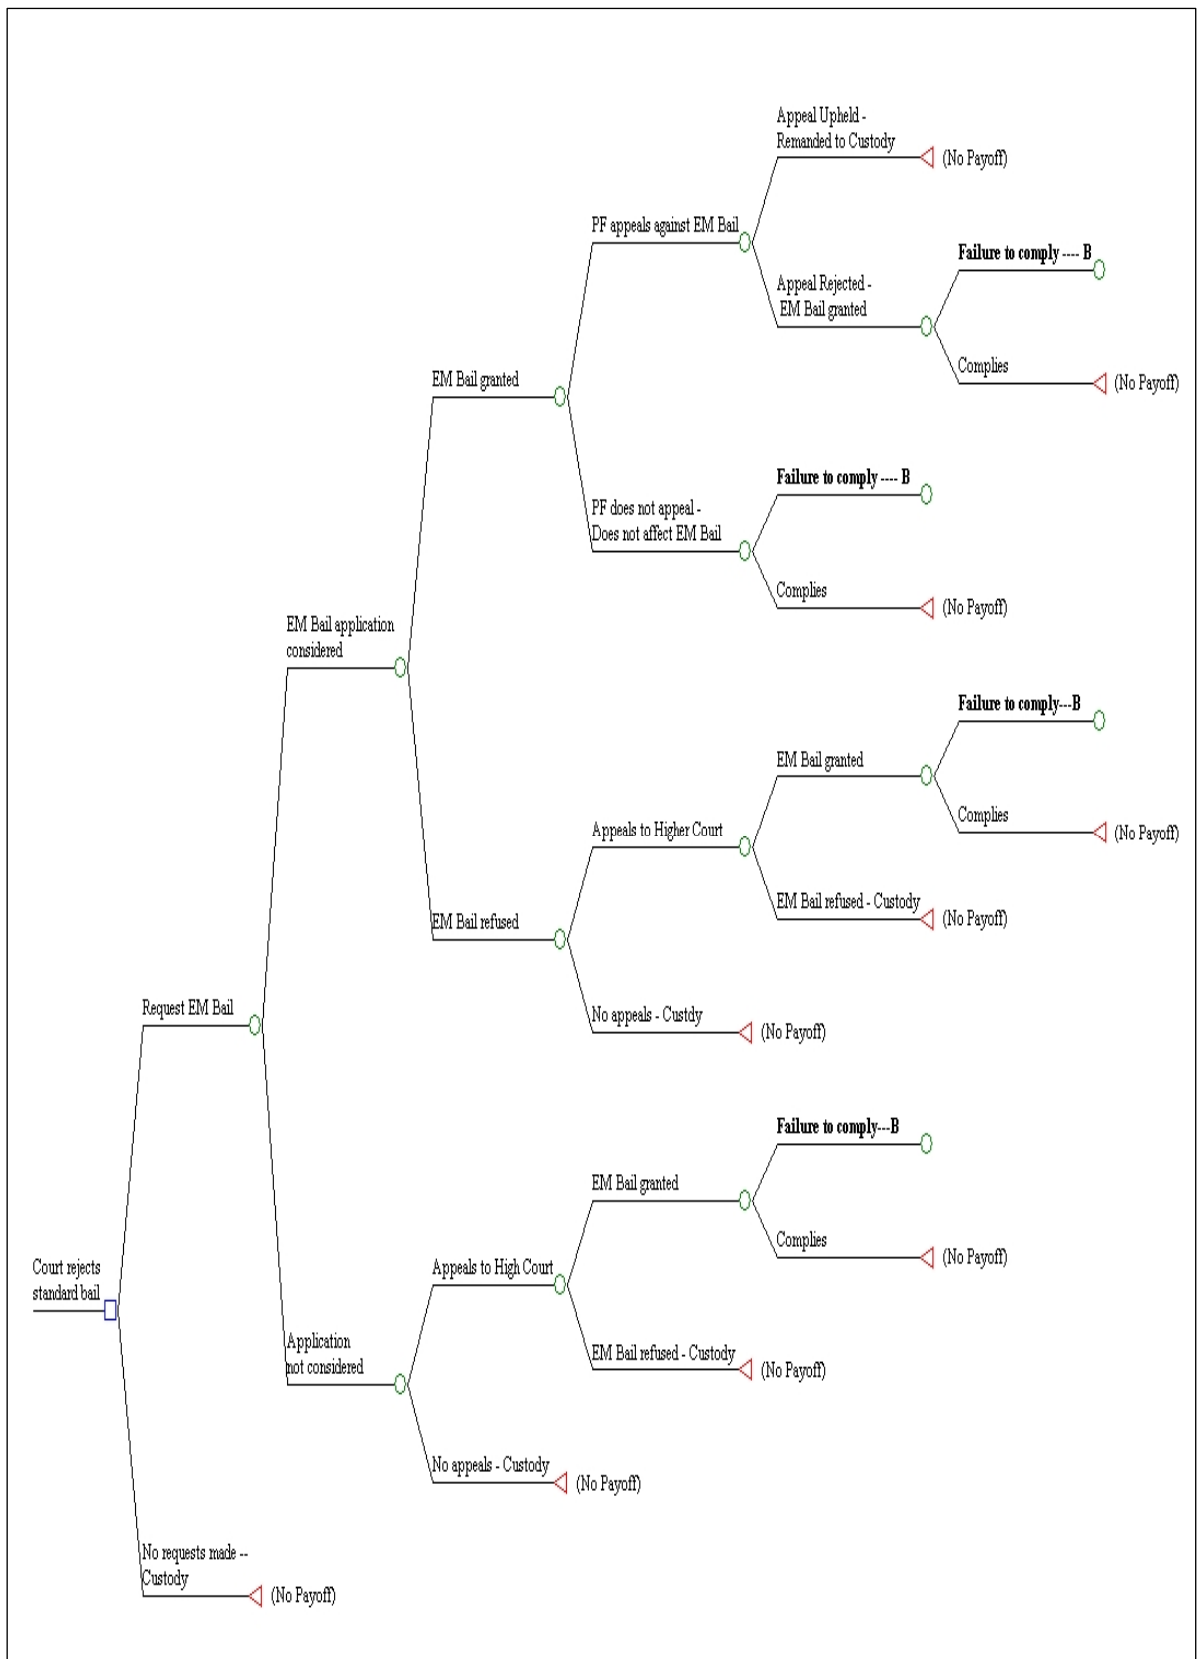 Appeal Upheld -
Remanded to Custody
(No Payoff)
PF appeals against EM Bail
Failure to comply ---- B
Appeal Rejected -
EM Bail granted
Complies
(No Payoff)
EM Bail granted
Failure to comply ---- B
PF does not appeal -
Does not affect EM Bail
Complies
(No Payoff)
EM Bail application
considered
Failure to comply---B
EM Bail granted
Complies
(No Payoff)
Appeals to Higher Court
EM Bail refused - Custody
(No Payoff)
EM Bail refused
No appeals - Custdy
(No Payoff)
Request EM Bail
Failure to comply---B
EM Bail granted
Complies
(No Payoff)
Appeals to High Court
Court rejects
standard bail
EM Bail refused - Custody
(No Payoff)
Application
not considered
No appeals - Custody
(No Payoff)
No requests made --
Custody
(No Payoff)